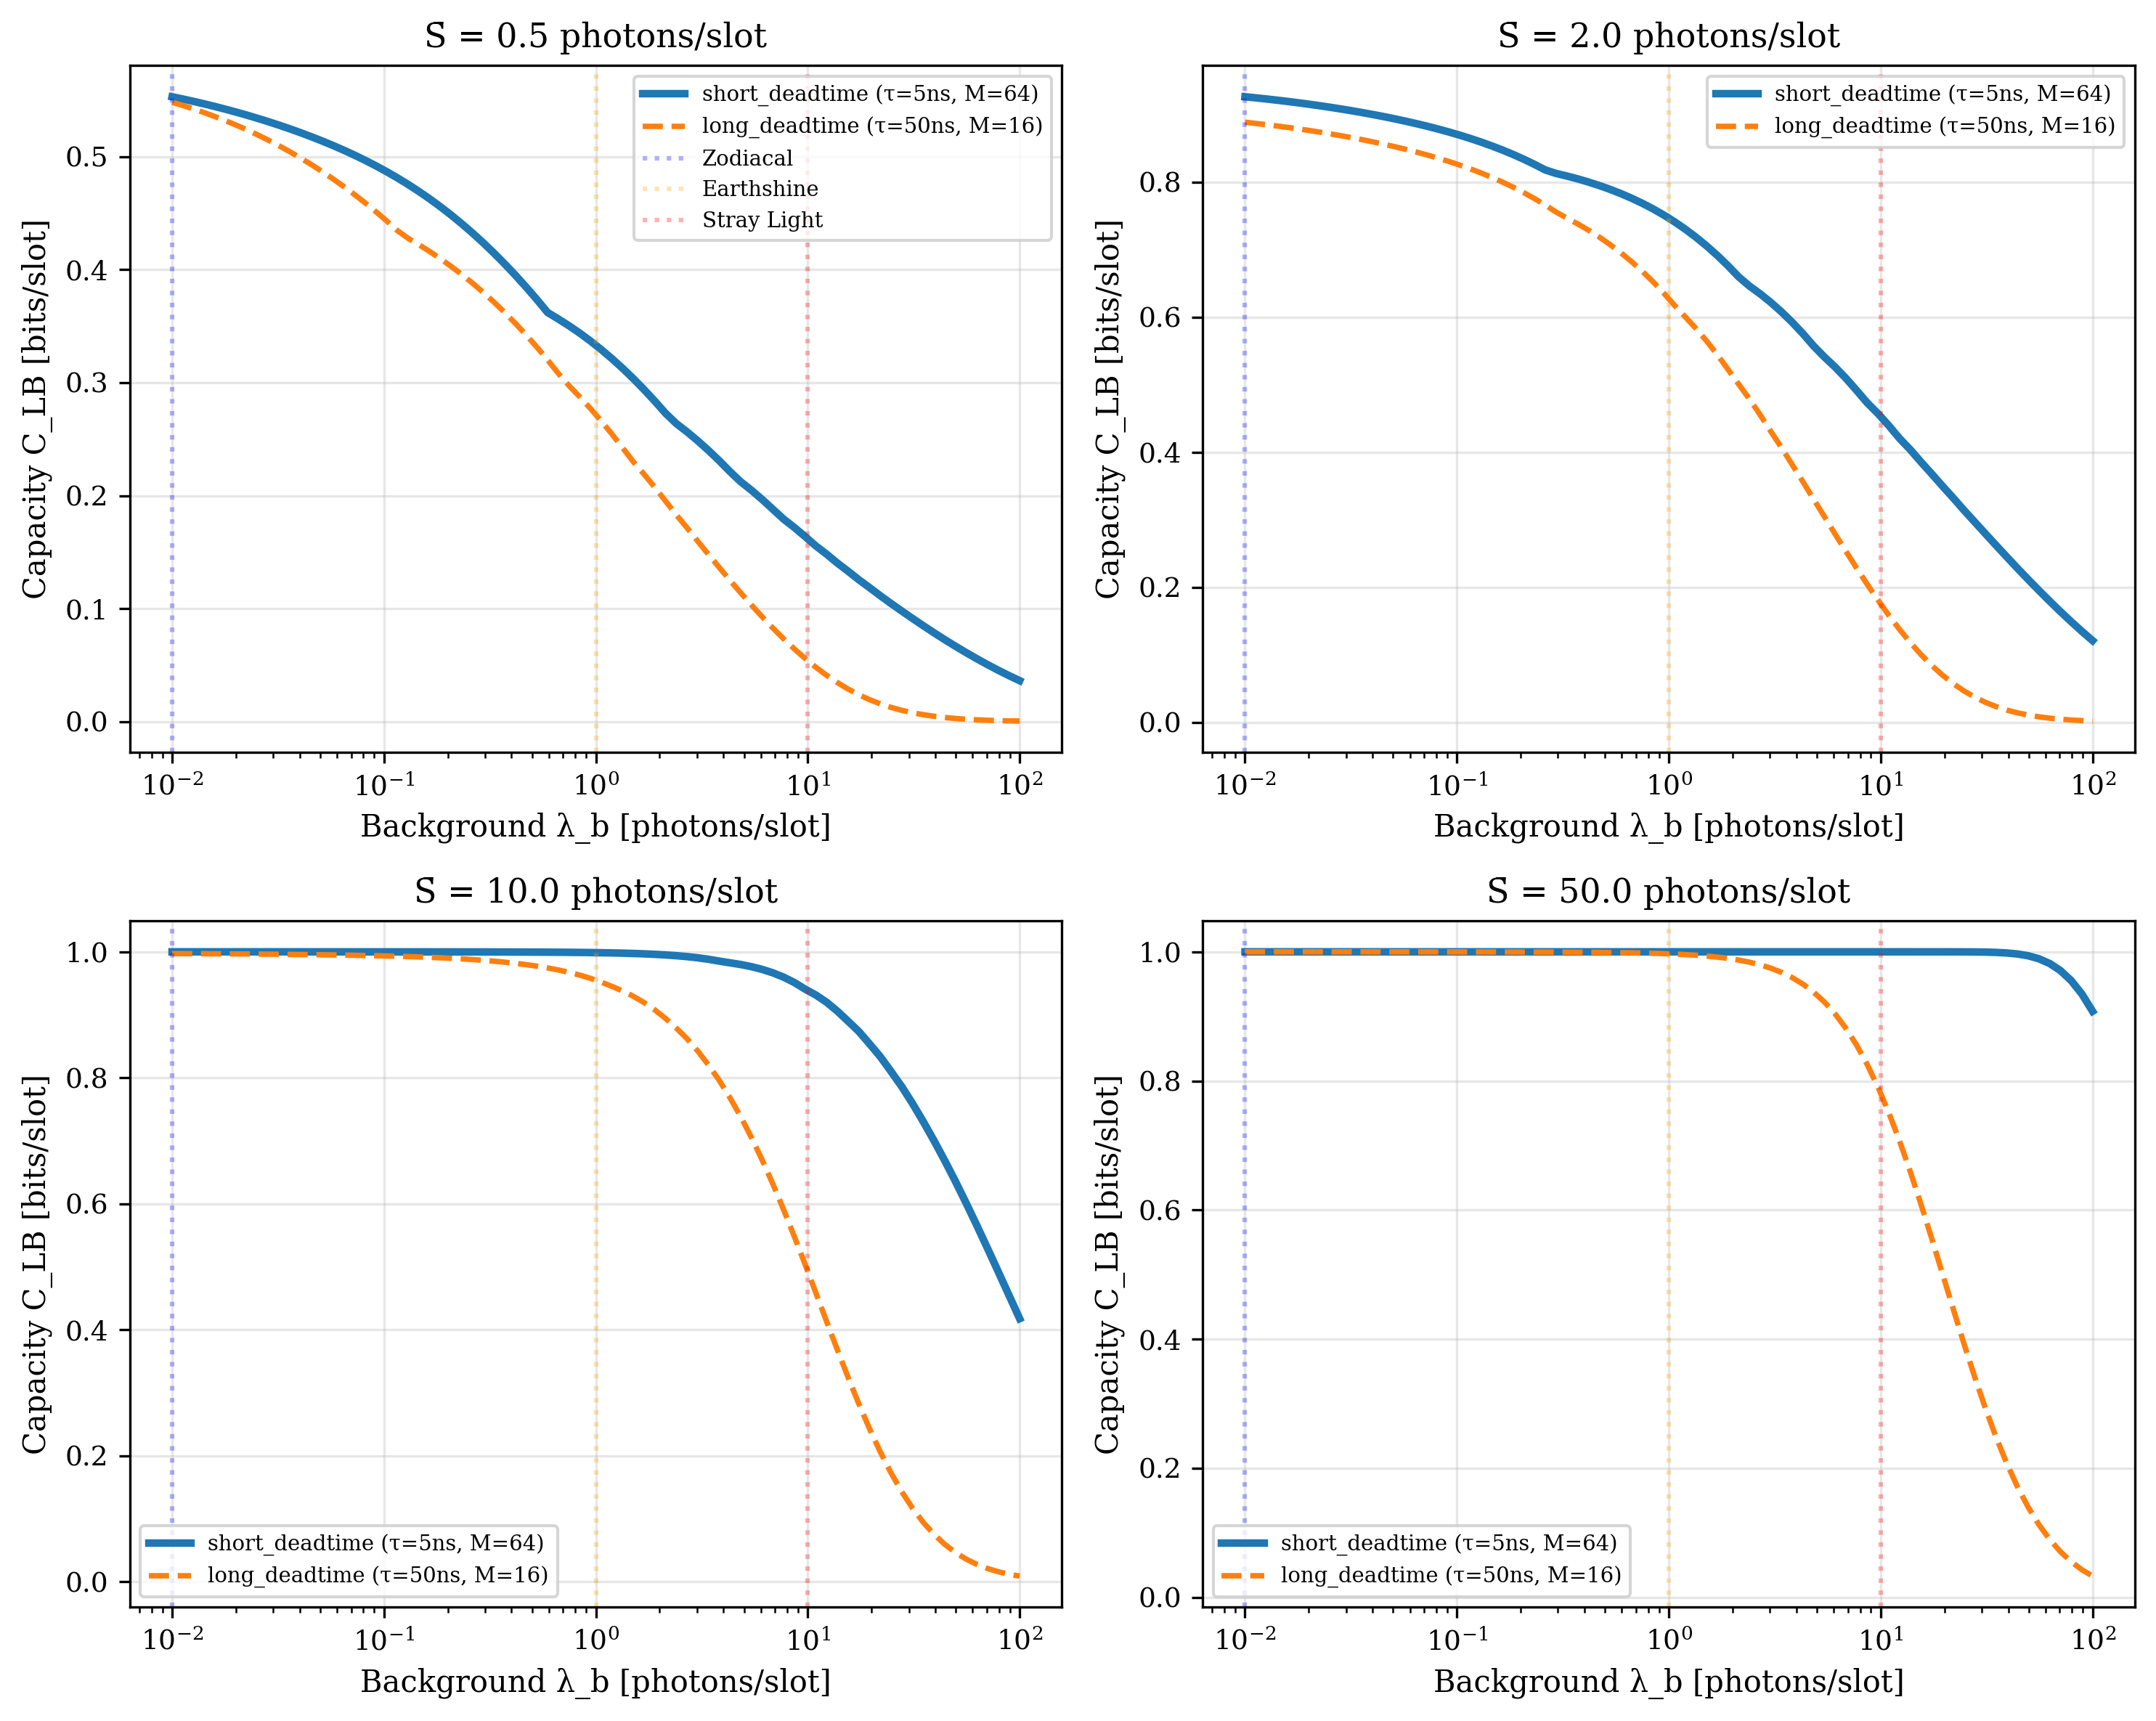 S̄ = 0.5 photons/slot
Capacity C_LB [bits/slot]
0.5
0.4
0.3
0.2
0.1
0.0
short_deadtime (τ=5ns, M=64)
long_deadtime (τ=50ns, M=16)
Zodiacal
Earthshine
Stray Light
10⁻² 10⁻¹ 10⁰ 10¹ 10²
Background λ_b [photons/slot]
S̄ = 2.0 photons/slot
Capacity C_LB [bits/slot]
0.8
0.6
0.4
0.2
0.0
short_deadtime (τ=5ns, M=64)
long_deadtime (τ=50ns, M=16)
10⁻² 10⁻¹ 10⁰ 10¹ 10²
Background λ_b [photons/slot]
S̄ = 10.0 photons/slot
Capacity C_LB [bits/slot]
1.0
0.8
0.6
0.4
0.2
0.0
short_deadtime (τ=5ns, M=64)
long_deadtime (τ=50ns, M=16)
10⁻² 10⁻¹ 10⁰ 10¹ 10²
Background λ_b [photons/slot]
S̄ = 50.0 photons/slot
Capacity C_LB [bits/slot]
1.0
0.8
0.6
0.4
0.2
0.0
short_deadtime (τ=5ns, M=64)
long_deadtime (τ=50ns, M=16)
10⁻² 10⁻¹ 10⁰ 10¹ 10²
Background λ_b [photons/slot]